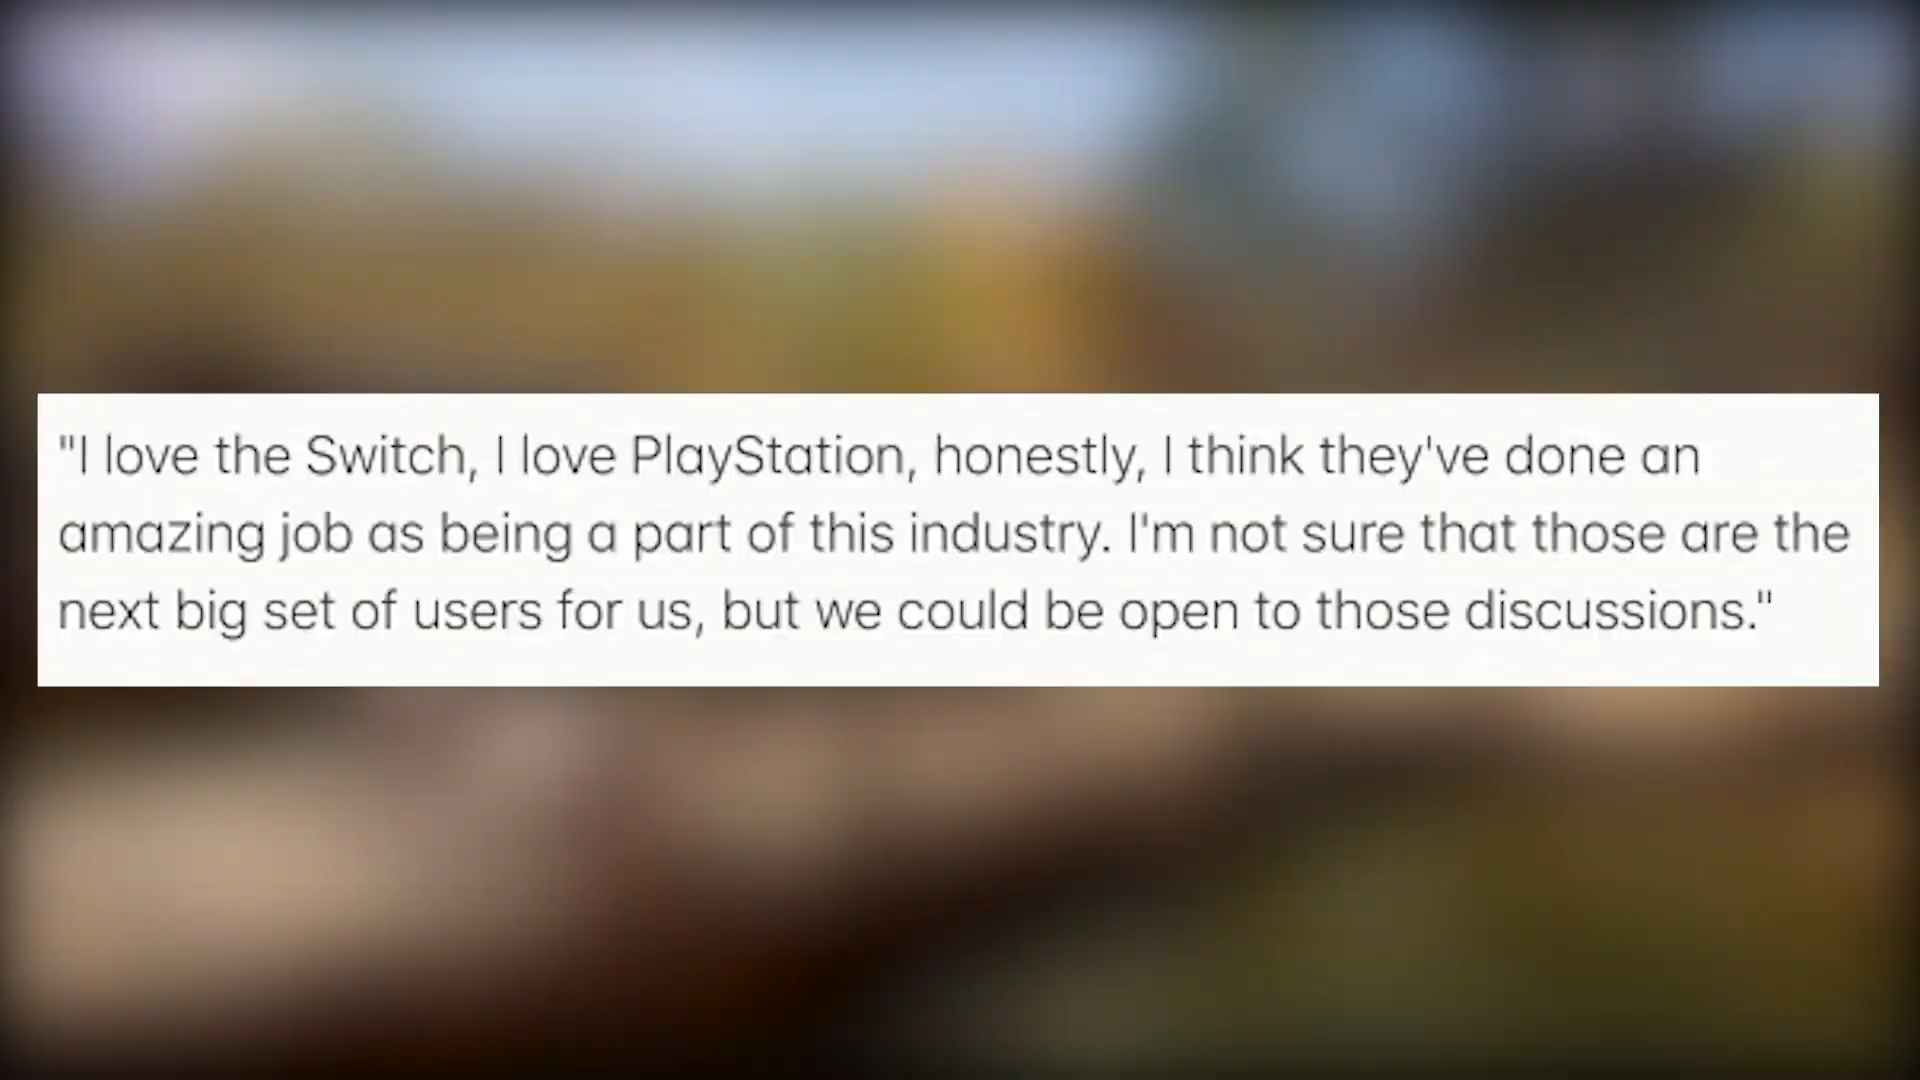 "I love the Switch, I love PlayStation, honestly, I think they've done an
amazing job as being a part of this industry. I'm not sure that those are the
next big set of users for us, but we could be open to those discussions."